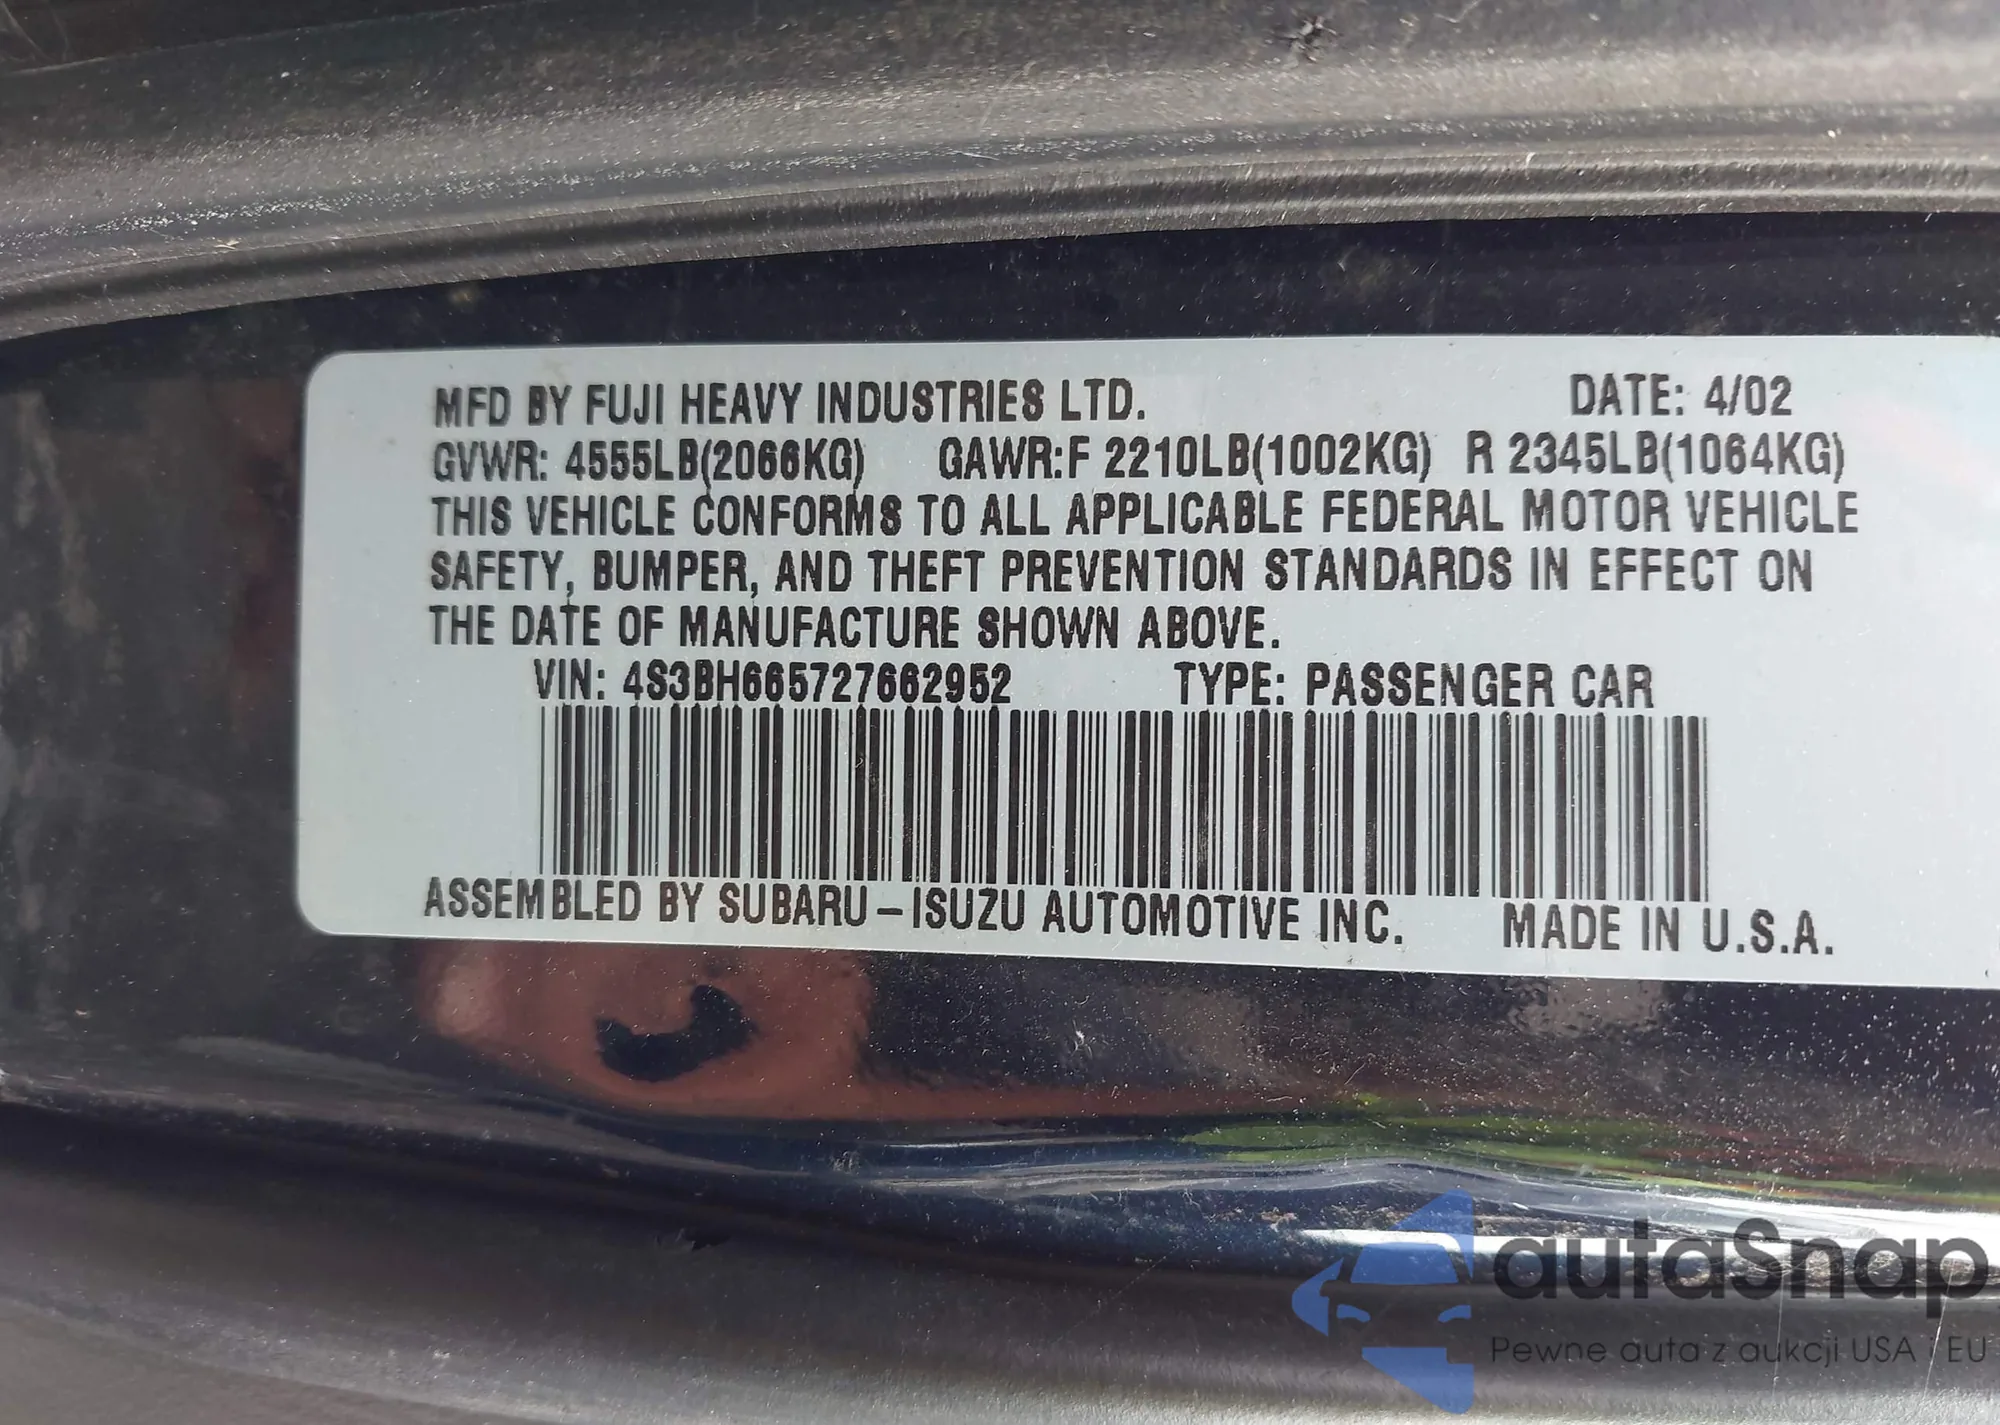 MFD BY FUJI HEAVY INDUSTRIES LTD. DATE: 4/02
GVWR: 4555LB(2066KG) GAWR:F 2210LB(1002KG) R 2345LB(1064KG)
THIS VEHICLE CONFORMS TO ALL APPLICABLE FEDERAL MOTOR VEHICLE
SAFETY, BUMPER, AND THEFT PREVENTION STANDARDS IN EFFECT ON
THE DATE OF MANUFACTURE SHOWN ABOVE.
VIN: 4S3BH665727662952 TYPE: PASSENGER CAR
ASSEMBLED BY SUBARU-ISUZU AUTOMOTIVE INC. MADE IN U.S.A.
autaSnap
Pewne auta z aukcji USA i EU